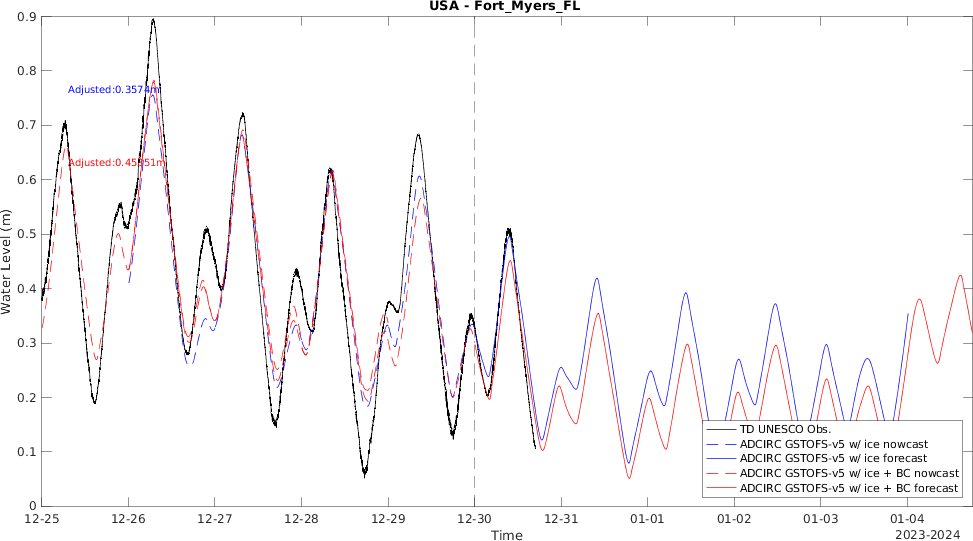 USA - Fort_Myers_FL
0.9
0.8
0.7
0.6
0.5
0.4
0.3
0.2
0.1
0
Water Level (m)
Adjusted:0.3574m
TD UNESCO Obs.
ADCIRC GSTOFS-v5 w/ ice nowcast
ADCIRC GSTOFS-v5 w/ ice forecast
ADCIRC GSTOFS-v5 w/ ice + BC nowcast
ADCIRC GSTOFS-v5 w/ ice + BC forecast
12-25 12-26 12-27 12-28 12-29 12-30 12-31 01-01 01-02 01-03 01-04
Time
2023-2024